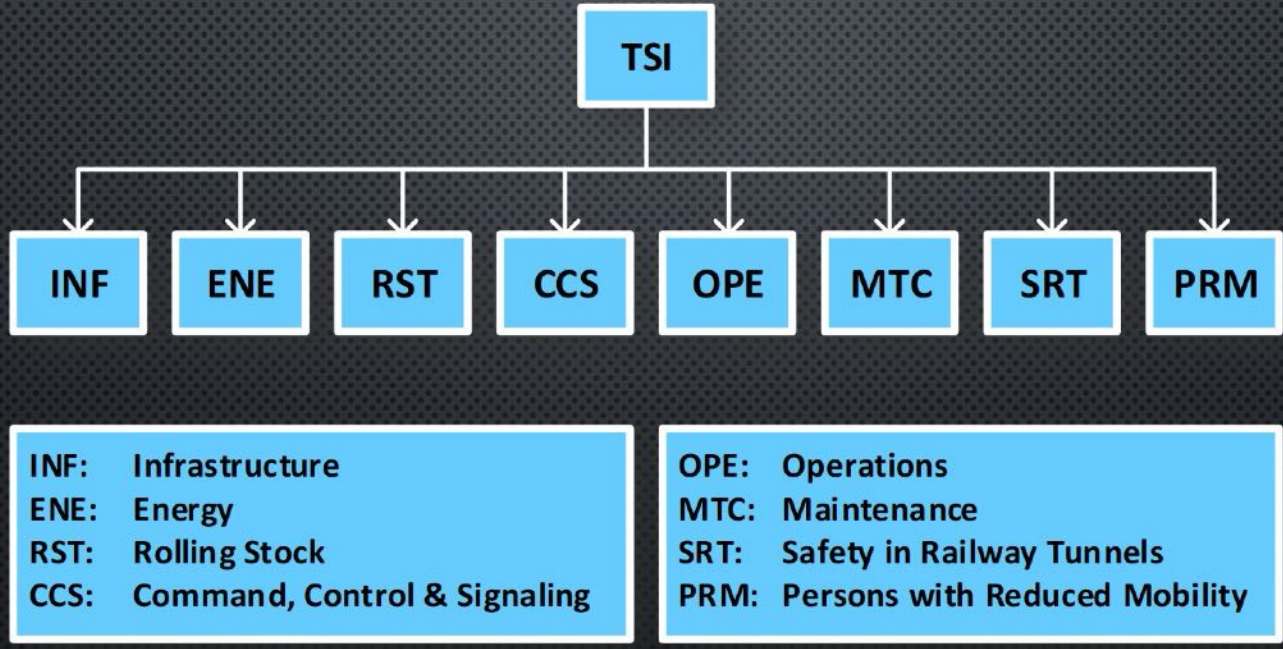 TSI
INF ENE RST CCS OPE MTC SRT PRM
INF: Infrastructure
ENE: Energy
RST: Rolling Stock
CCS: Command, Control & Signaling
OPE: Operations
MTC: Maintenance
SRT: Safety in Railway Tunnels
PRM: Persons with Reduced Mobility